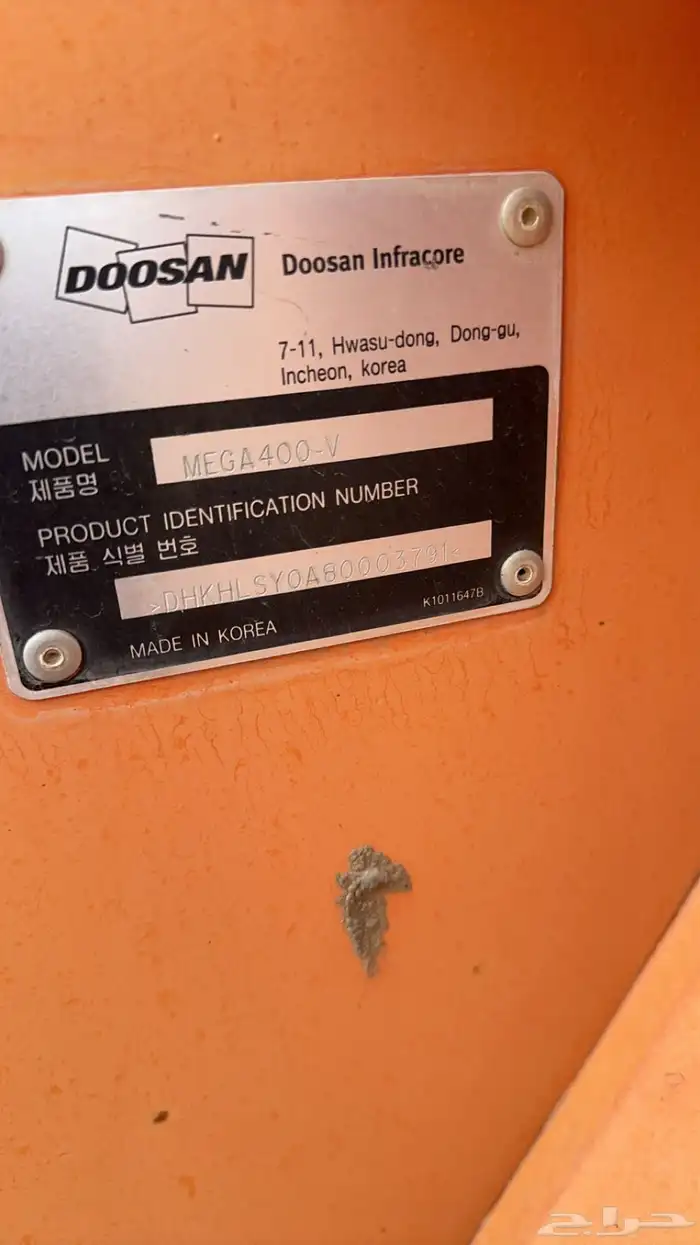 DOOSAN
Doosan Infracore
7-11, Hwasu-dong, Dong-gu,
Incheon, korea
MODEL
제품명
MEGA400-V
PRODUCT IDENTIFICATION NUMBER
제품 식별 번호
>DHKHLSY0A80003791<
K1011647B
MADE IN KOREA
حراج